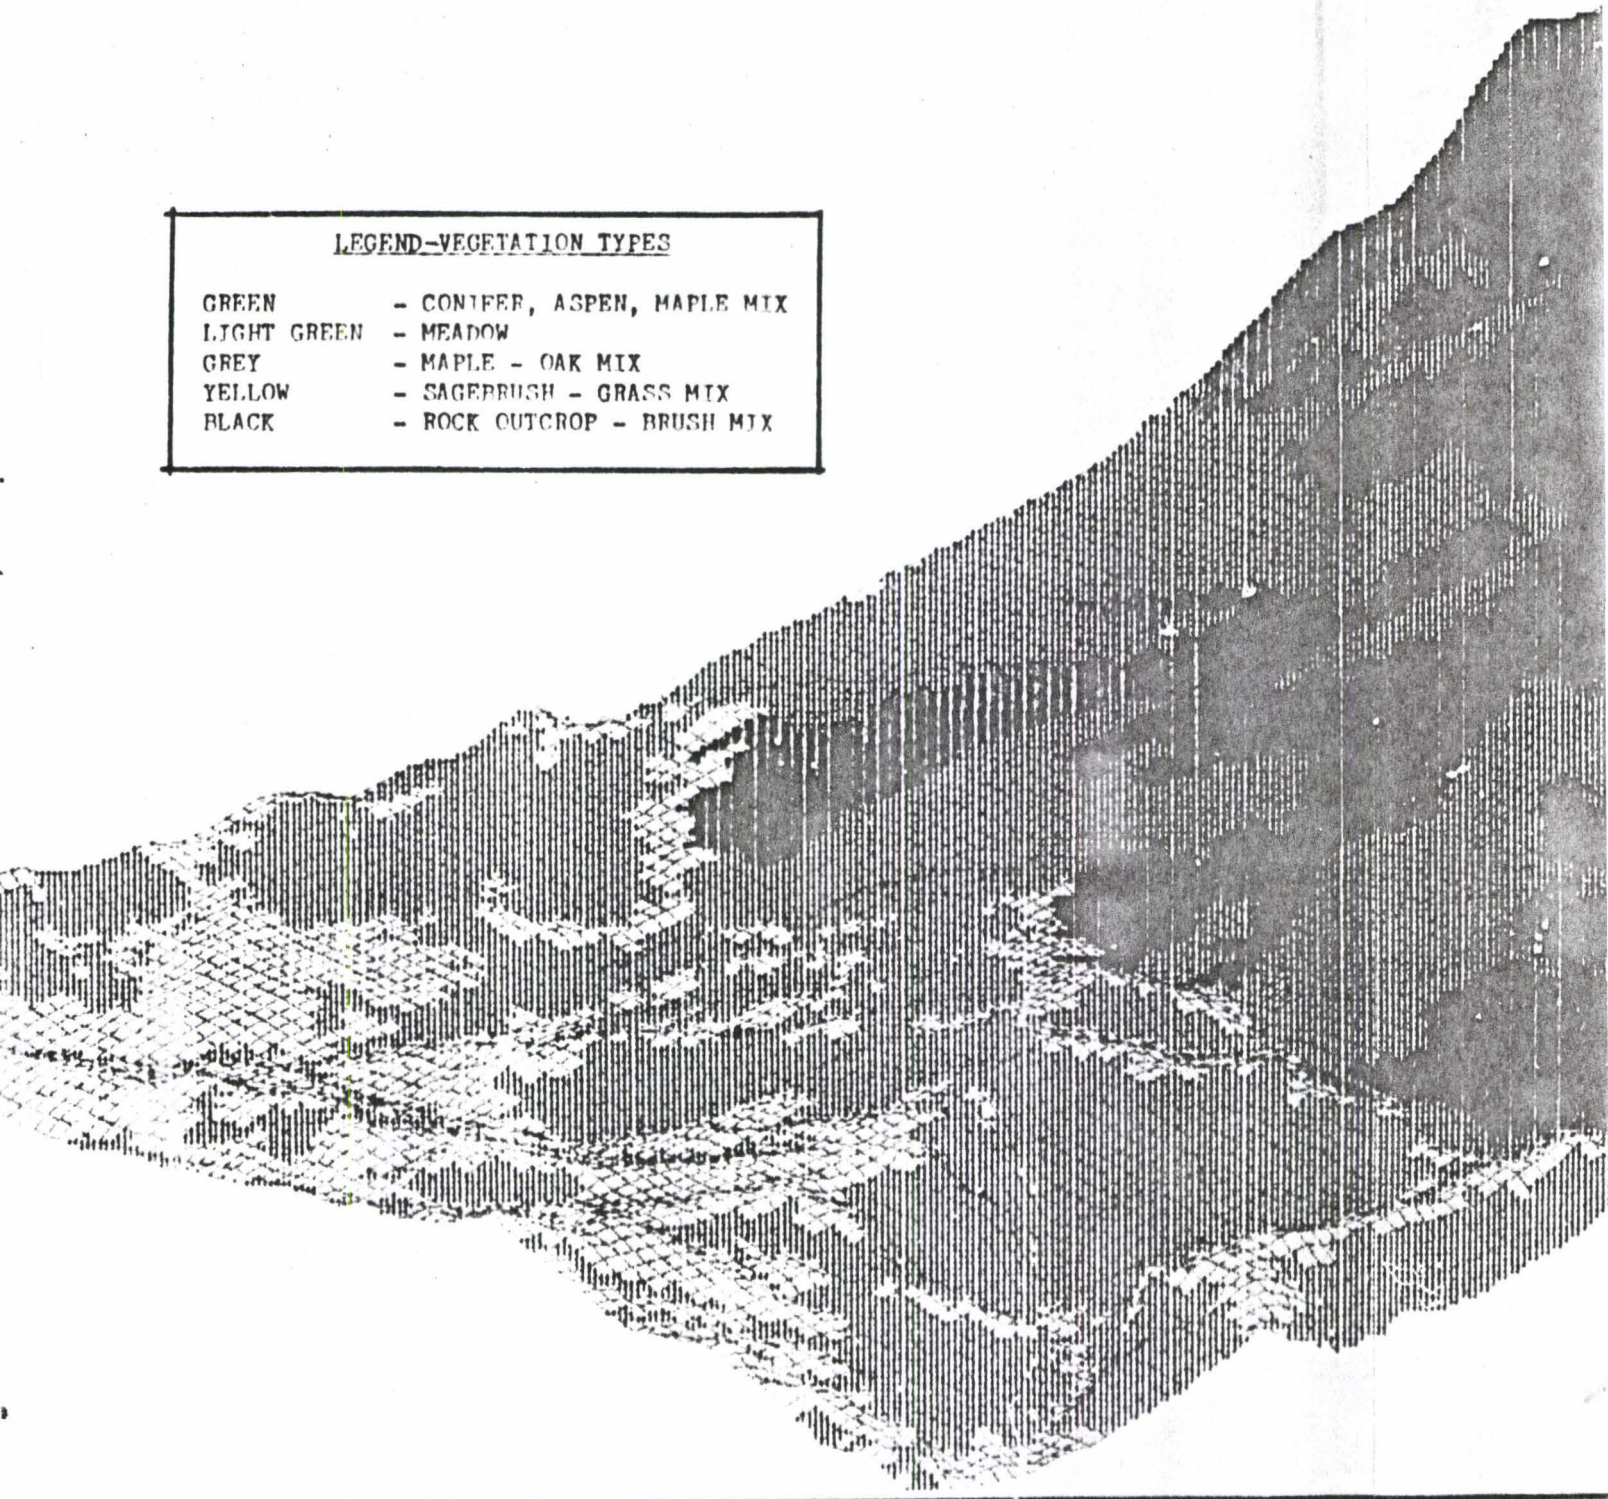 LEGEND-VEGETATION TYPES
GREEN - CONIFER, ASPEN, MAPLE MIX
LIGHT GREEN - MEADOW
GREY - MAPLE - OAK MIX
YELLOW - SAGEBRUSH - GRASS MIX
BLACK - ROCK OUTCROP - BRUSH MIX